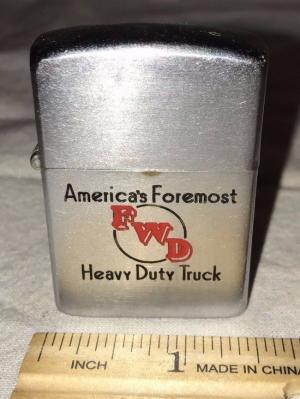 America's Foremost
FWD
Heavy Duty Truck
INCH 1 MADE IN CHINA